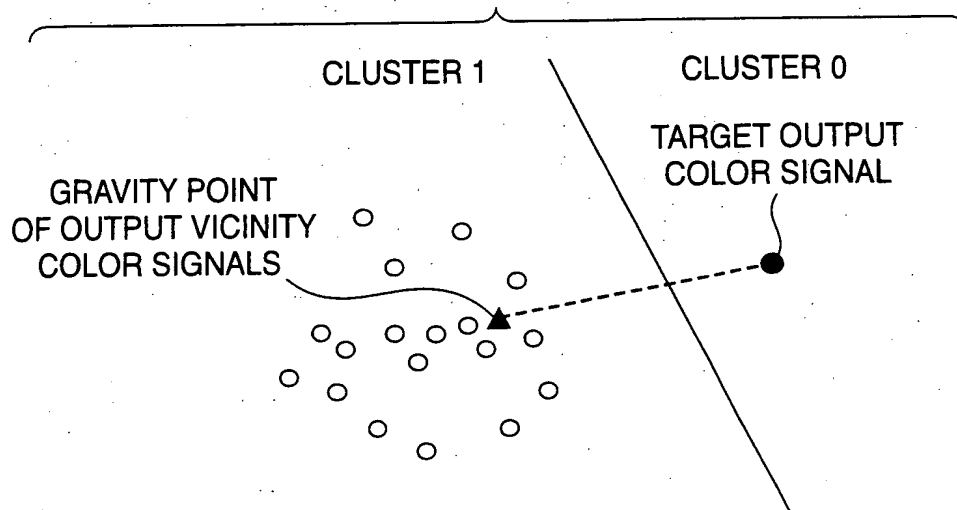 CLUSTER 1
CLUSTER 0
TARGET OUTPUT
COLOR SIGNAL
GRAVITY POINT
OF OUTPUT VICINITY
COLOR SIGNALS